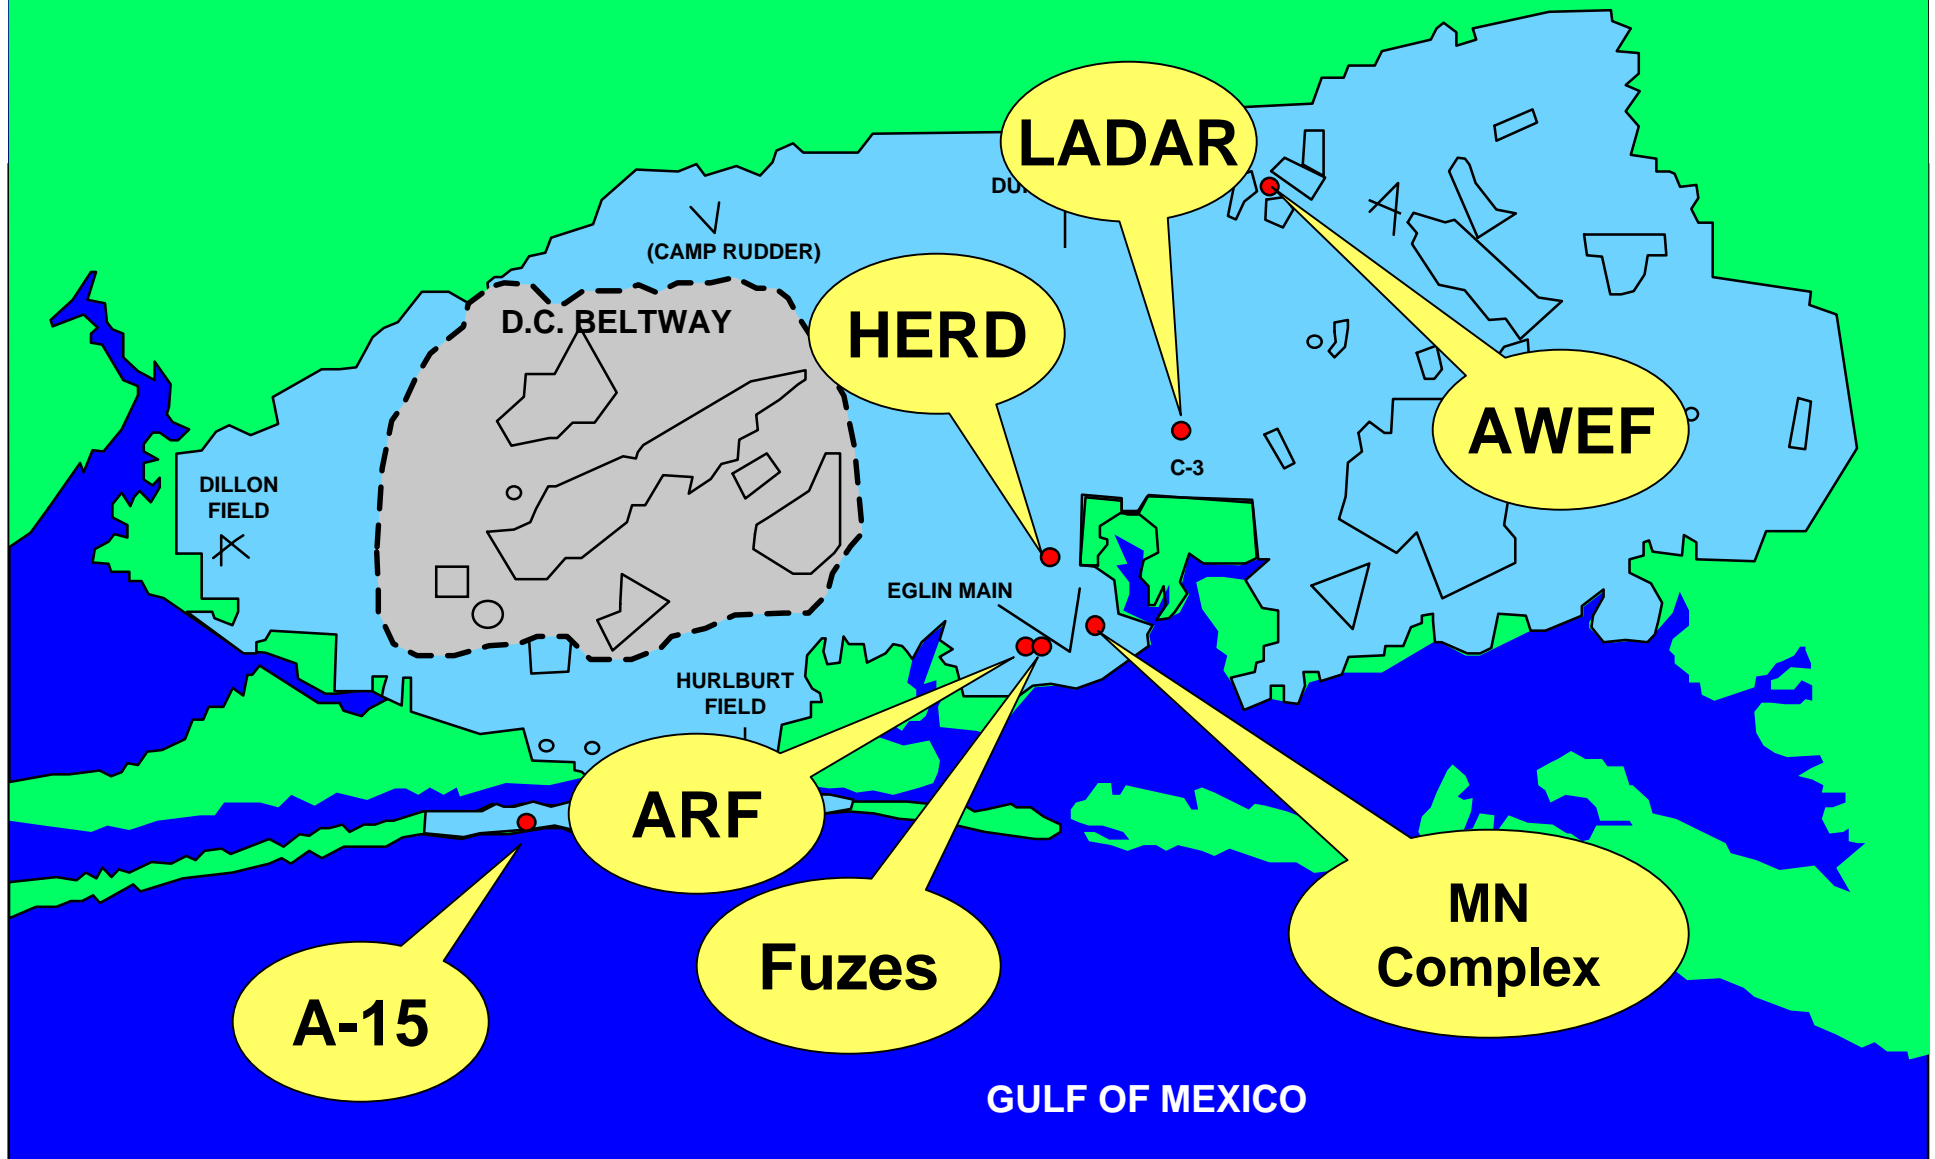 LADAR
(CAMP RUDDER)
D.C. BELTWAY
HERD
AWEF
C-3
DILLON
FIELD
EGLIN MAIN
HURLBURT
FIELD
ARF
MN
Complex
Fuzes
A-15
GULF OF MEXICO